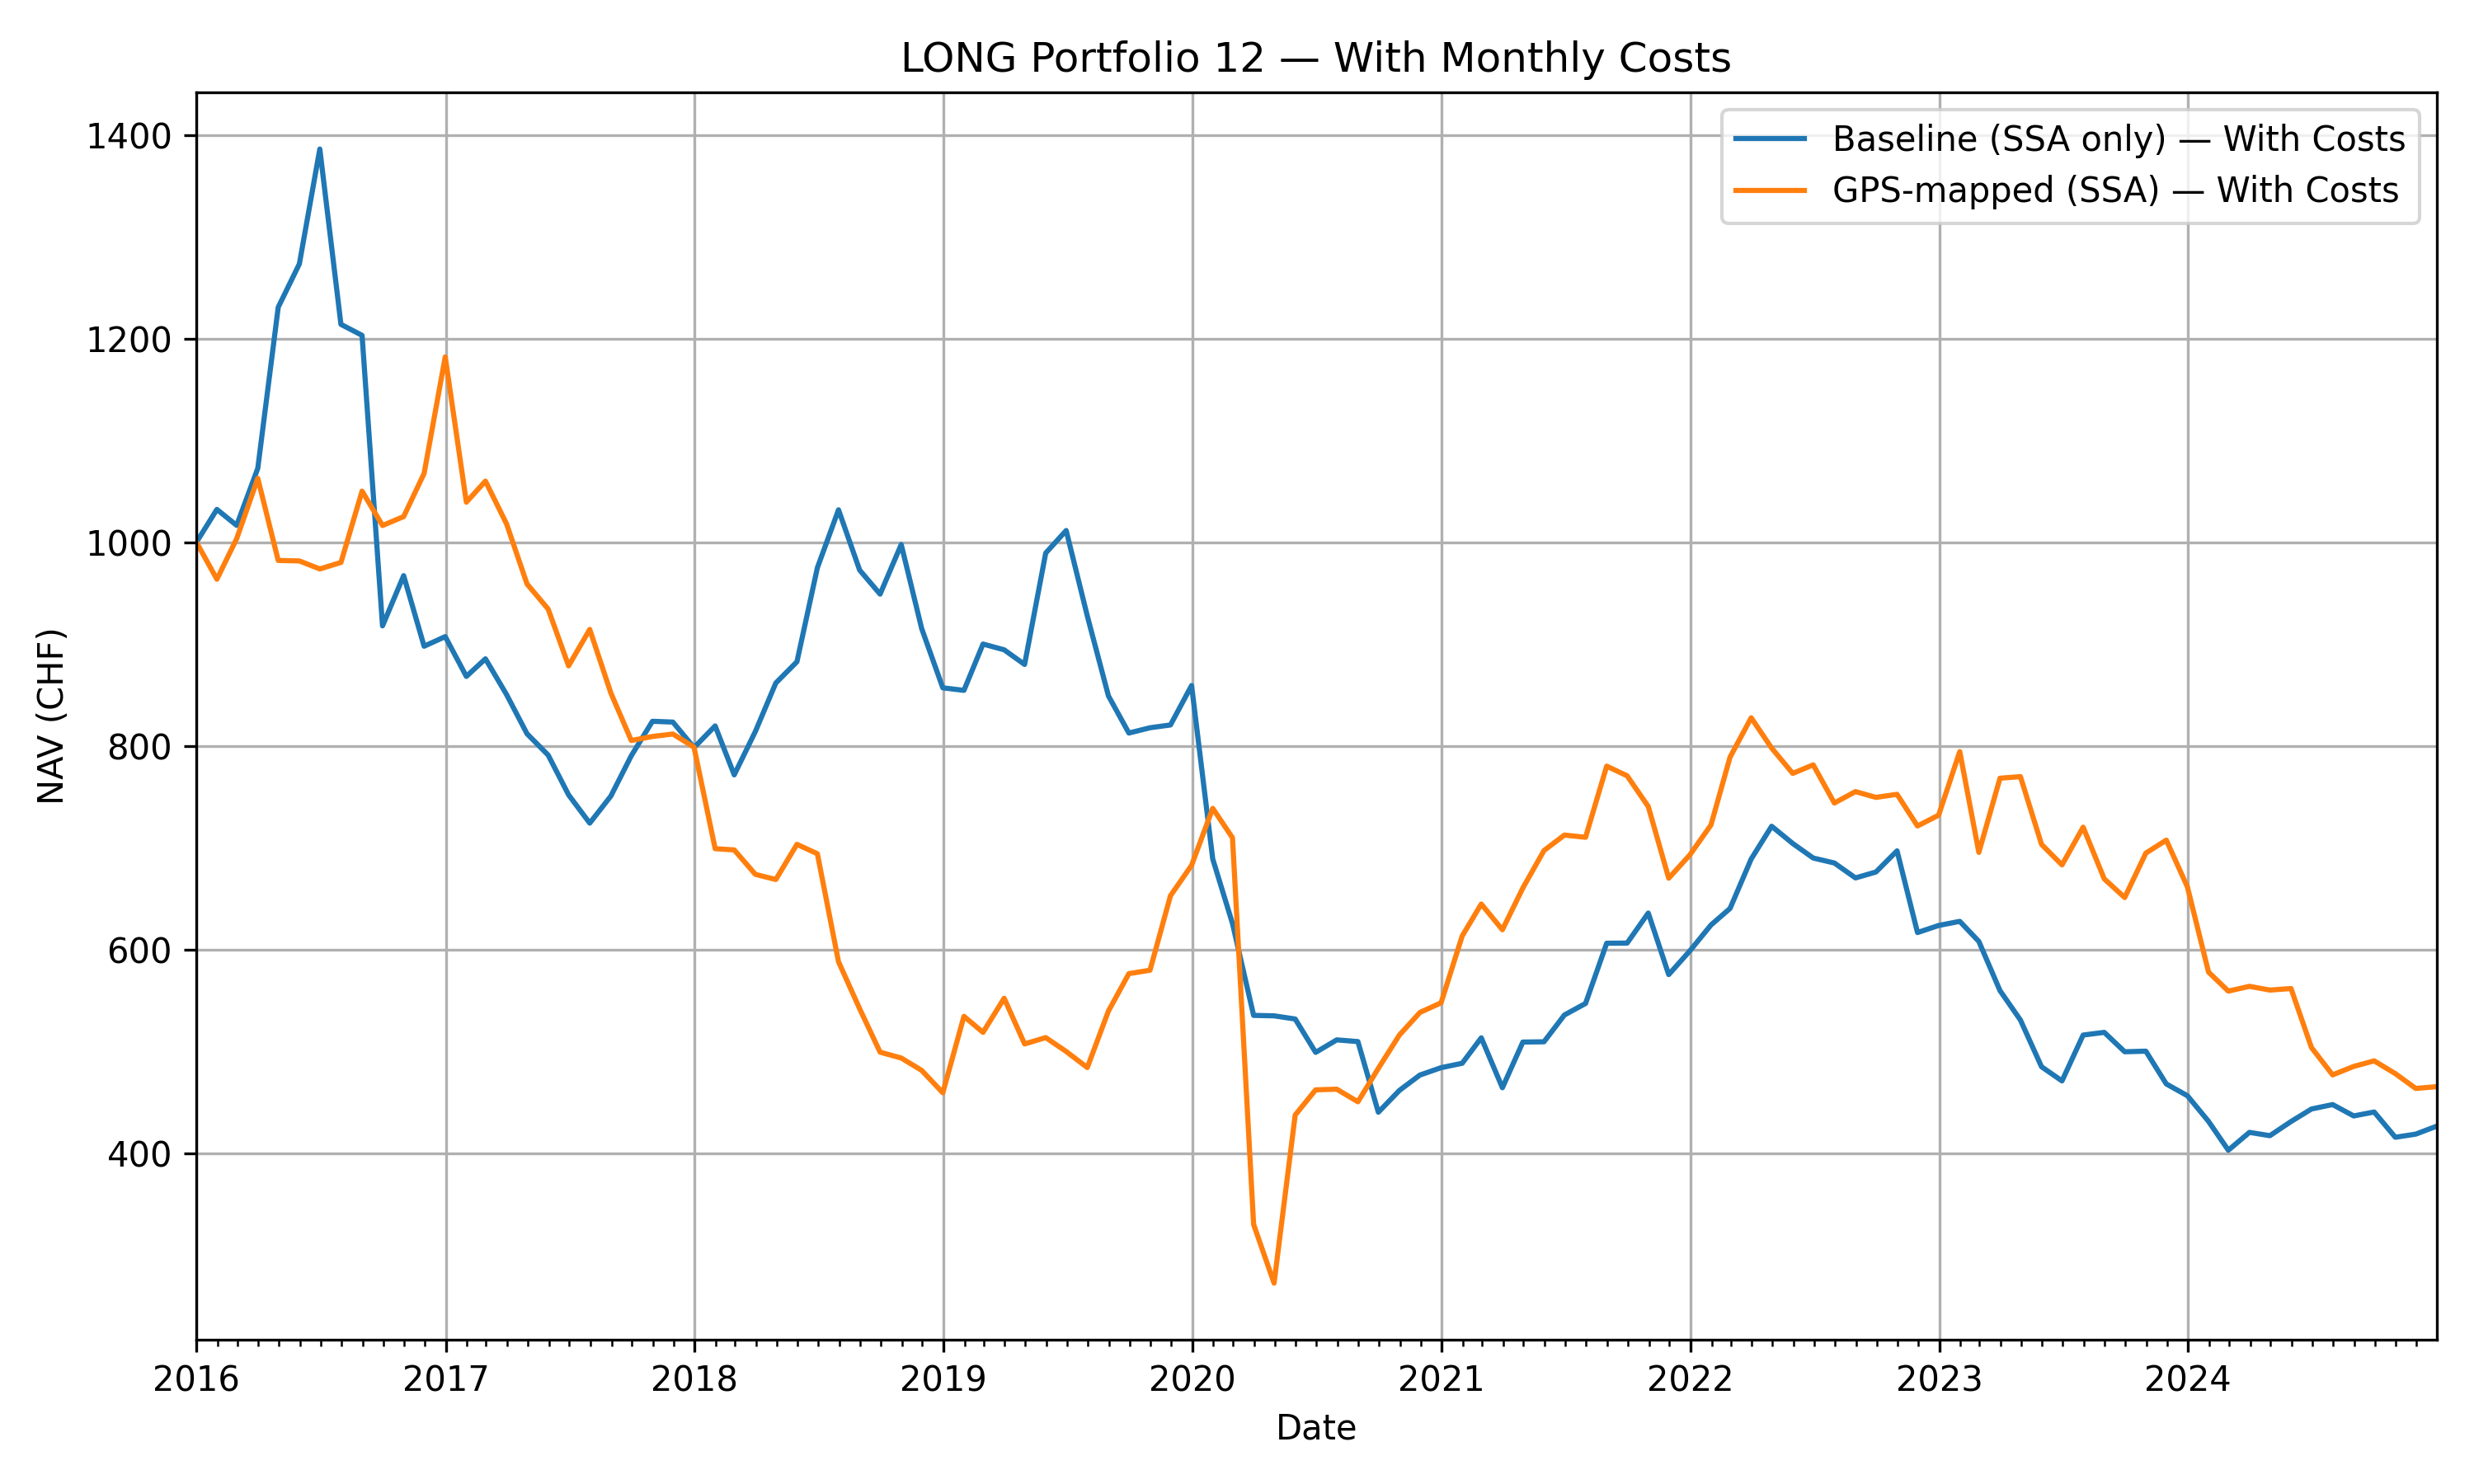 LONG Portfolio 12 — With Monthly Costs
Baseline (SSA only) — With Costs
GPS-mapped (SSA) — With Costs
NAV (CHF)
1400
1200
1000
800
600
400
2016 2017 2018 2019 2020 2021 2022 2023 2024
Date